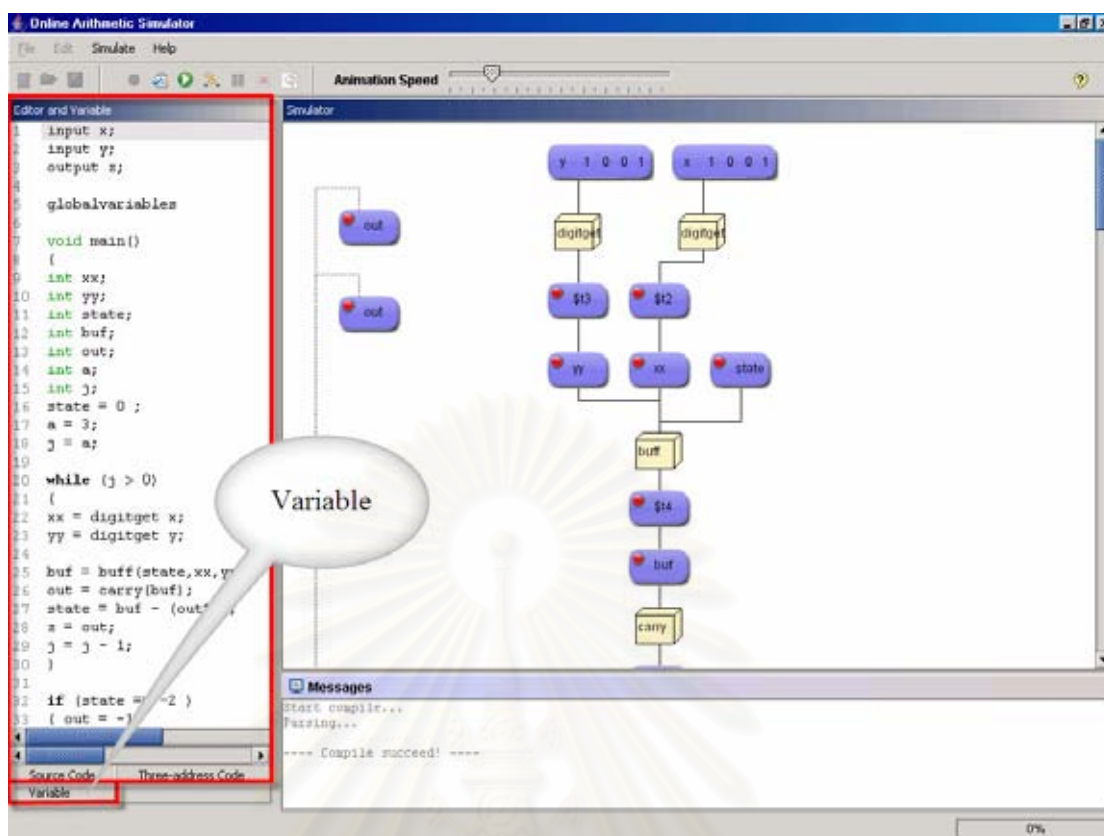 Online Arithmetic Simulator
File Edit Simulate Help
Animation Speed
Editor and Variable
1 input x;
2 input y;
3 output z;
4
5 globalvariables
6
7 void main()
8 {
9 int xx;
10 int yy;
11 int state;
12 int buf;
13 int out;
14 int a;
15 int j;
16 state = 0 ;
17 a = 3;
18 j = a;
19
20 while (j > 0)
21 {
22 xx = digitget x;
23 yy = digitget y;
24
25 buf = buff(state,xx,yy
26 out = carry(buf);
27 state = buf - (out
28 z = out;
29 j = j - 1;
30 }
31
32 if (state == -2 )
33 { out = -1
Source Code Three-address Code
Variable
Variable
Simulator
y 1 0 0 1 x 1 0 0 1
out digitget digitget
out $t3 $t2
yy xx state
buff
$t4
buf
carry
Messages
Start compile...
Parsing...
---- Compile succeed! ----
0%